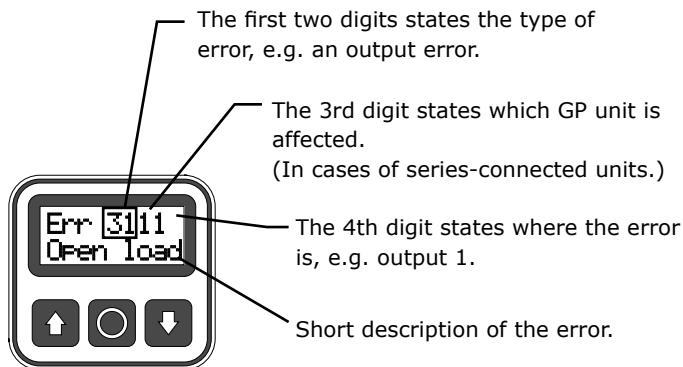 The first two digits states the type of
error, e.g. an output error.
The 3rd digit states which GP unit is
affected.
(In cases of series-connected units.)
Err 3111
Open load
The 4th digit states where the error
is, e.g. output 1.
Short description of the error.